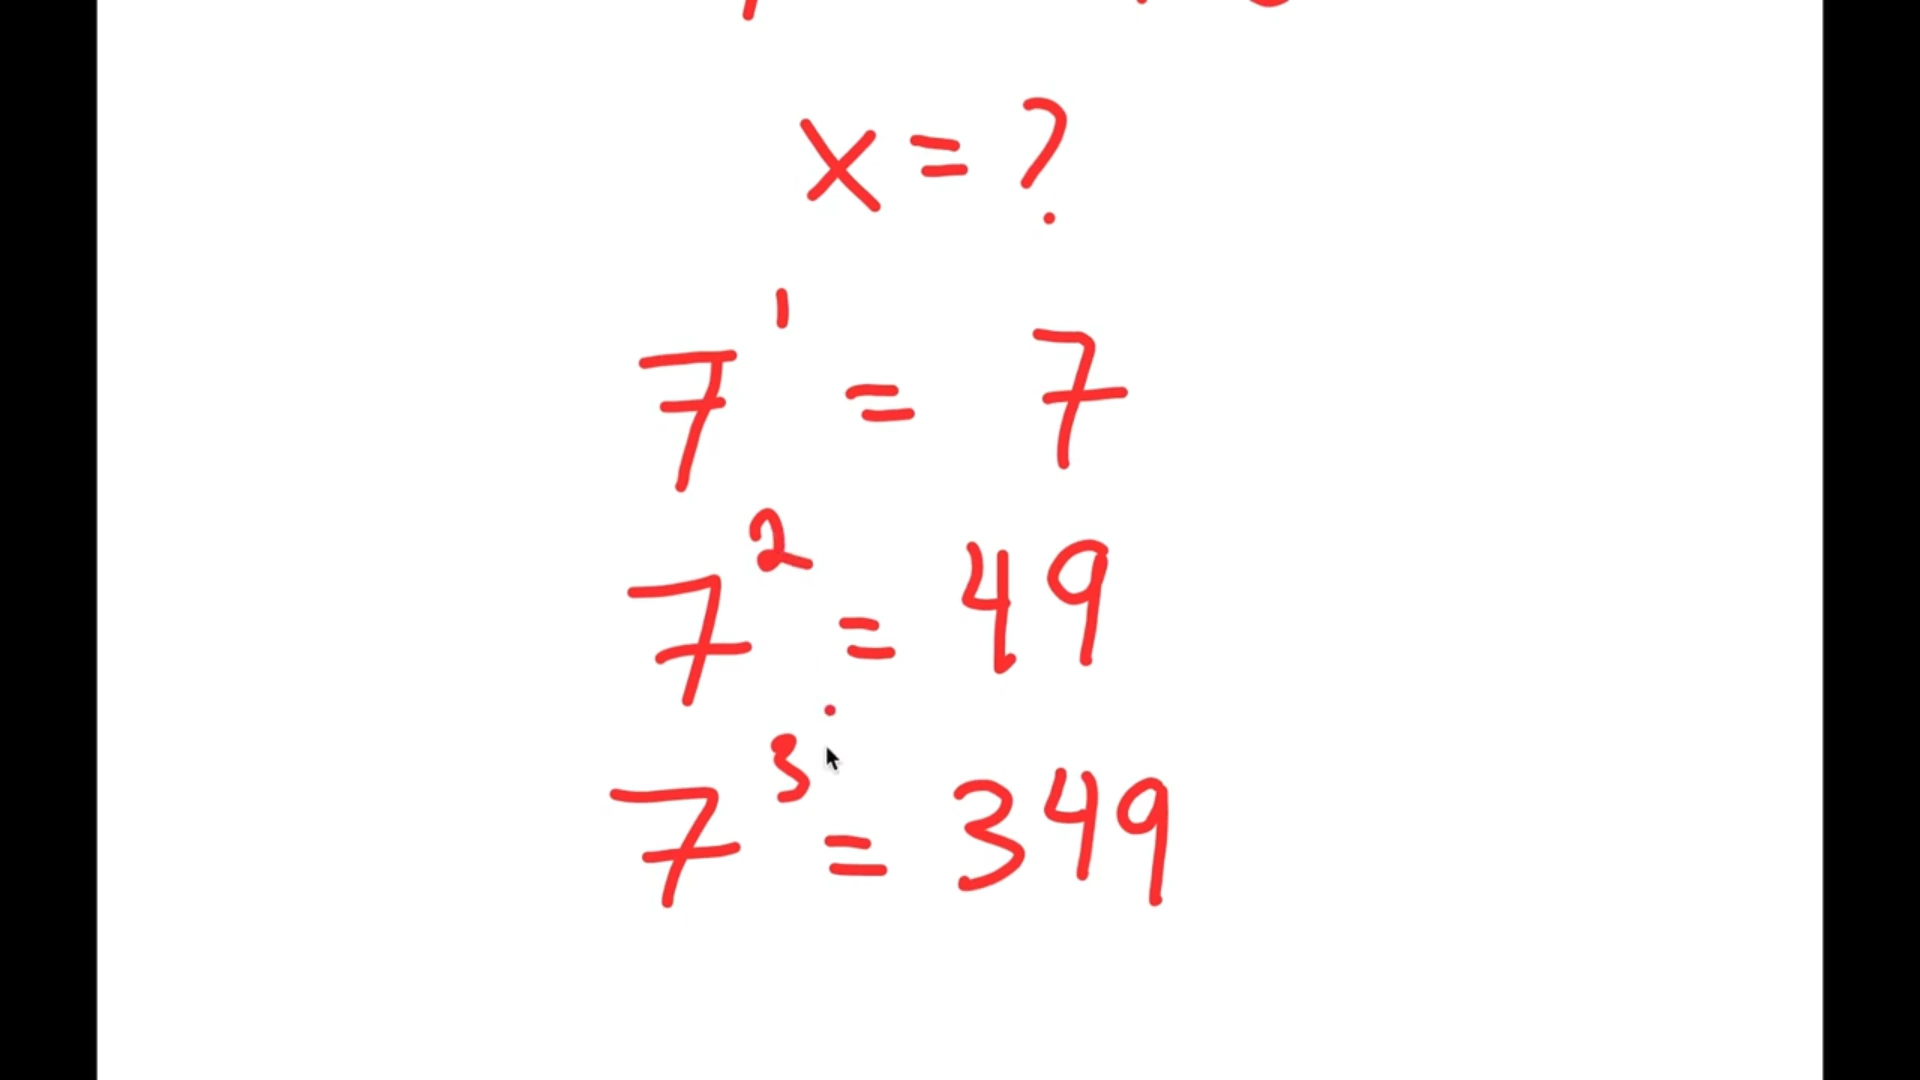 x = ?
7¹ = 7
7² = 49
7³ = 349